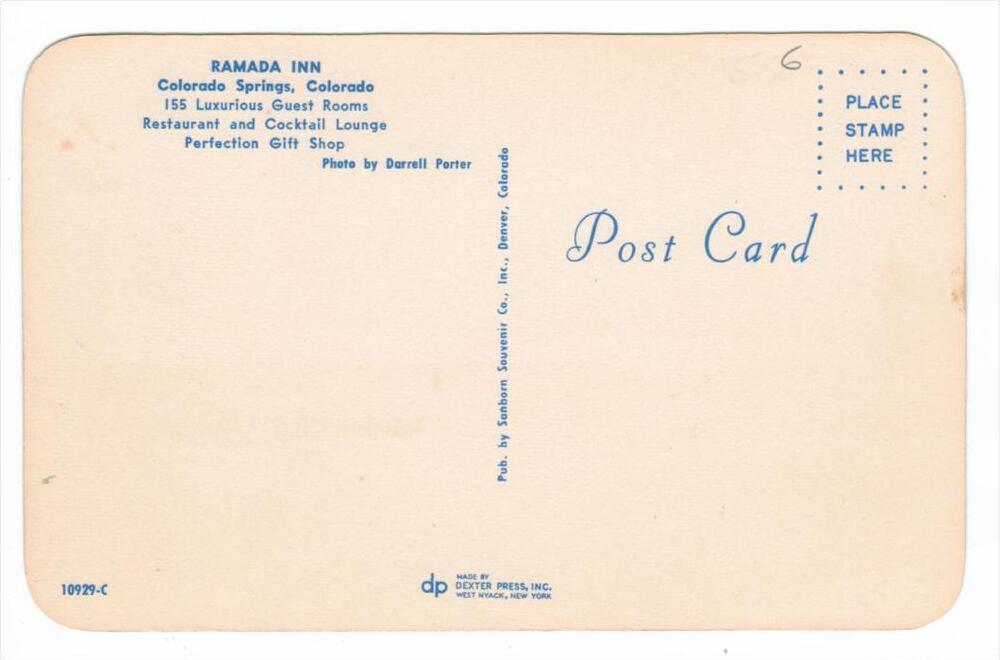 RAMADA INN
Colorado Springs, Colorado
155 Luxurious Guest Rooms
Restaurant and Cocktail Lounge
Perfection Gift Shop
Photo by Darrell Porter
6
PLACE
STAMP
HERE
Post Card
Pub. by Sanborn Souvenir Co., Inc., Denver, Colorado
10929-C
dp
MADE BY
DEXTER PRESS, INC.
WEST NYACK, NEW YORK